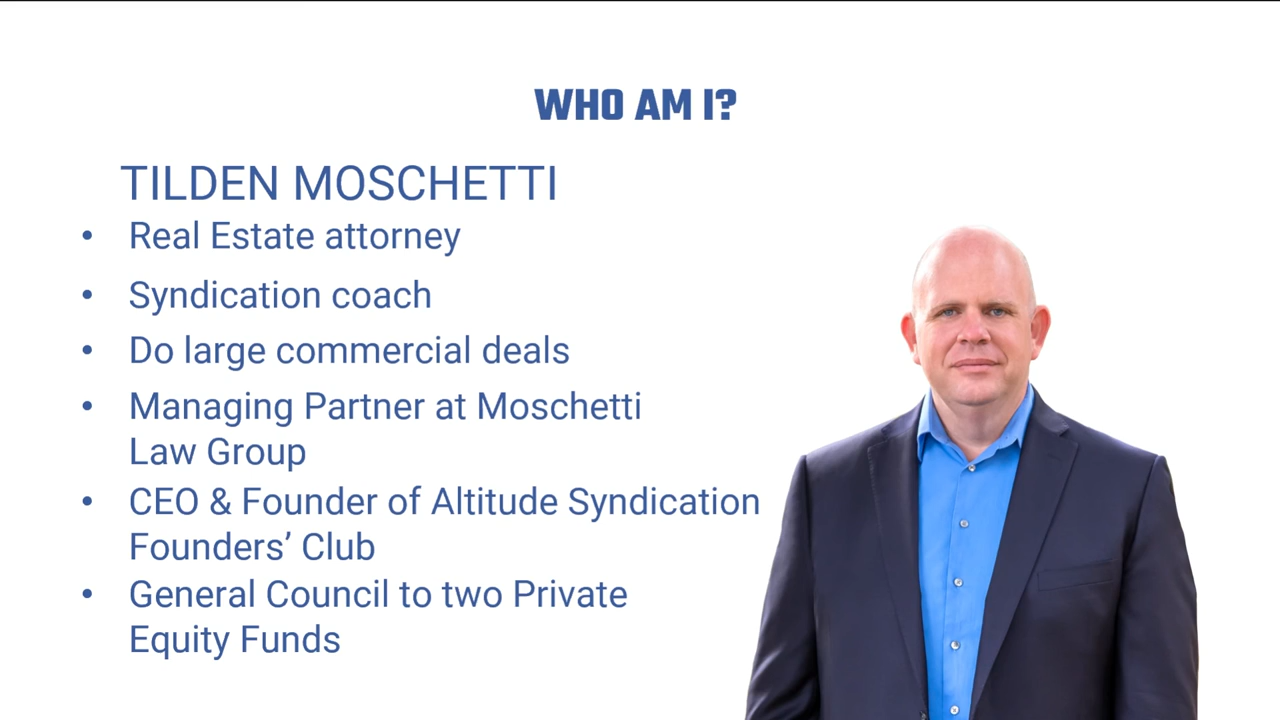 WHO AM I?
TILDEN MOSCHETTI
• Real Estate attorney
• Syndication coach
• Do large commercial deals
• Managing Partner at Moschetti
Law Group
• CEO & Founder of Altitude Syndication
Founders’ Club
• General Council to two Private
Equity Funds